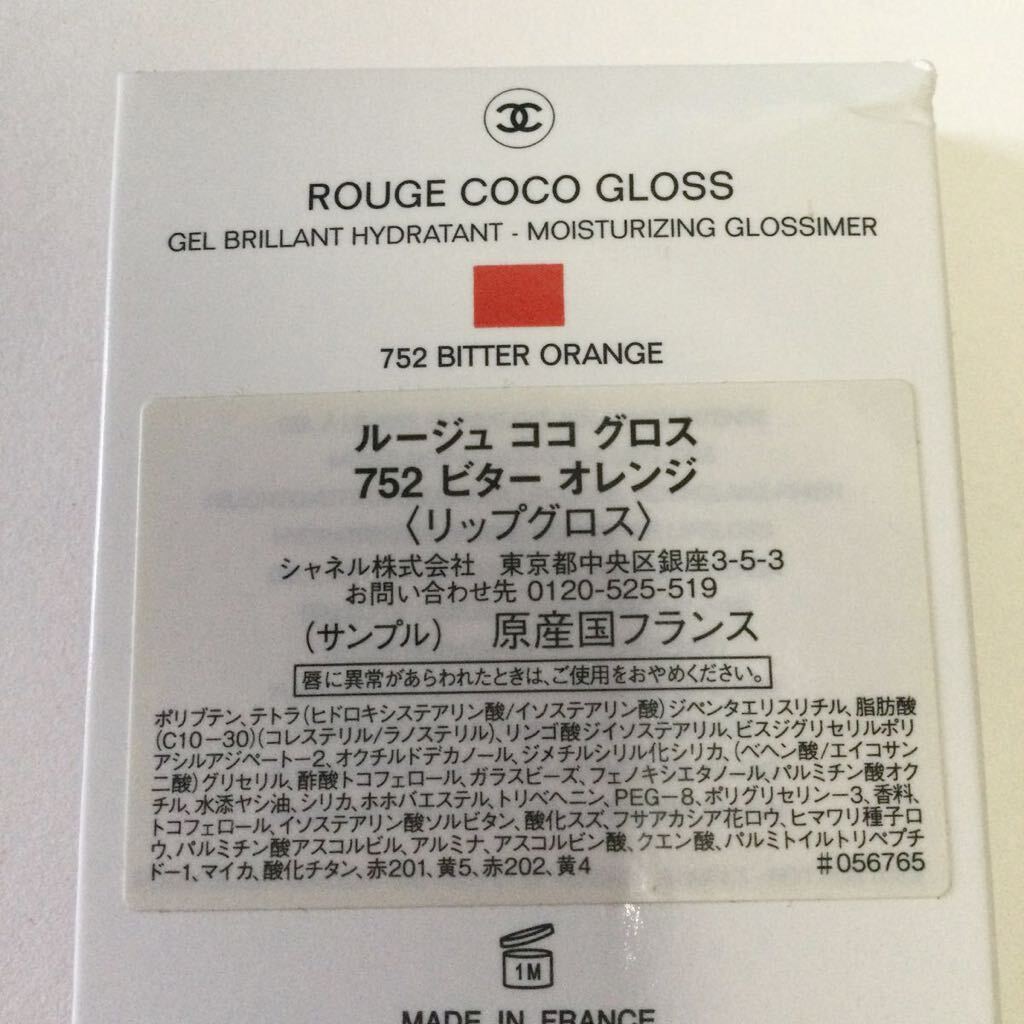 ROUGE COCO GLOSS
GEL BRILLANT HYDRATANT - MOISTURIZING GLOSSIMER
752 BITTER ORANGE
ルージュ ココ グロス
752 ビター オレンジ
〈リップグロス〉
シャネル株式会社 東京都中央区銀座3-5-3
お問い合わせ先 0120-525-519
(サンプル) 原産国フランス
唇に異常があらわれたときは、ご使用をおやめください。
ポリブテン、テトラ(ヒドロキシステアリン酸/イソステアリン酸)ジペンタエリスリチル、脂肪酸
(C10-30)(コレステリル/ラノステリル)、リンゴ酸ジイソステアリル、ビスジグリセリルポリ
アシルアジペート-2、オクチルドデカノール、ジメチルシリル化シリカ、(ベヘン酸/エイコサン
二酸)グリセリル、酢酸トコフェロール、ガラスビーズ、フェノキシエタノール、パルミチン酸オク
チル、水添ヤシ油、シリカ、ホホバエステル、トリベヘニン、PEG-8、ポリグリセリン-3、香料、
トコフェロール、イソステアリン酸ソルビタン、酸化スズ、フサアカシア花ロウ、ヒマワリ種子ロ
ウ、パルミチン酸アスコルビル、アルミナ、アスコルビン酸、クエン酸、パルミトイルトリペプチ
ド-1、マイカ、酸化チタン、赤201、黄5、赤202、黄4 #056765
1M
MADE IN FRANCE